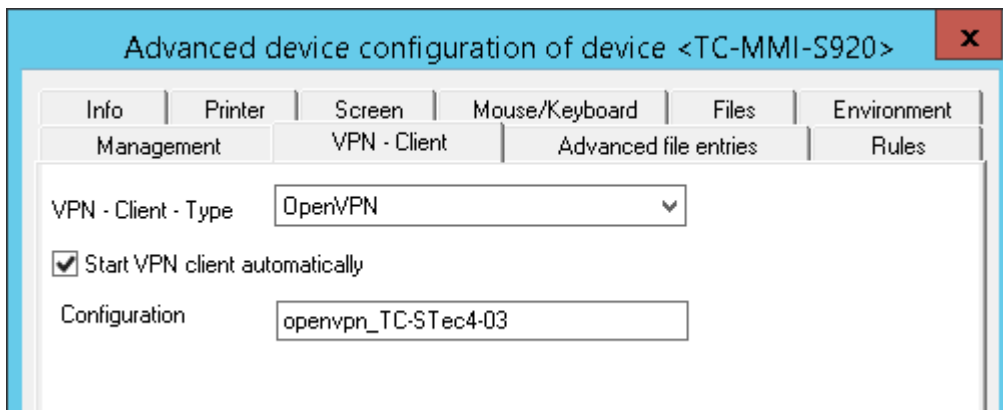 Advanced device configuration of device <TC-MMI-S920>
x
Info Printer Screen Mouse/Keyboard Files Environment
Management VPN - Client Advanced file entries Rules
VPN - Client - Type OpenVPN
Start VPN client automatically
Configuration openvpn_TC-STec4-03